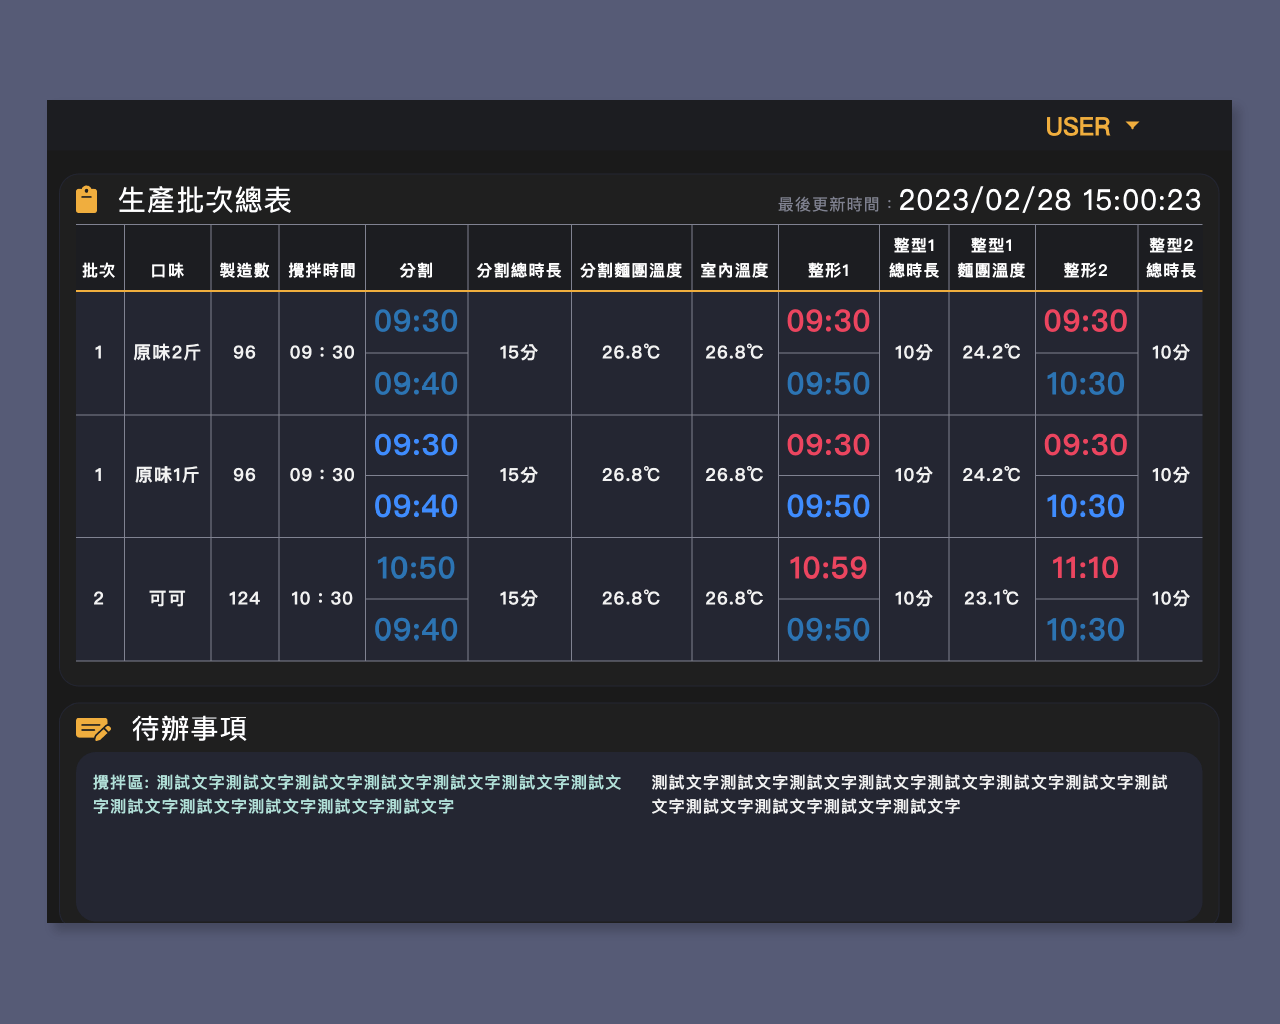 USER
生產批次總表
最後更新時間：2023/02/28 15:00:23
批次 口味 製造數 攪拌時間 分割 分割總時長 分割麵團溫度 室內溫度 整形1 整型1 總時長 整型1 麵團溫度 整形2 整型2 總時長
1 原味2斤 96 09：30 09:30 09:40 15分 26.8℃ 26.8℃ 09:30 09:50 10分 24.2℃ 09:30 10:30 10分
1 原味1斤 96 09：30 09:30 09:40 15分 26.8℃ 26.8℃ 09:30 09:50 10分 24.2℃ 09:30 10:30 10分
2 可可 124 10：30 10:50 09:40 15分 26.8℃ 26.8℃ 10:59 09:50 10分 23.1℃ 11:10 10:30 10分
待辦事項
攪拌區: 測試文字測試文字測試文字測試文字測試文字測試文字測試文
字測試文字測試文字測試文字測試文字測試文字
測試文字測試文字測試文字測試文字測試文字測試文字測試文字測試
文字測試文字測試文字測試文字測試文字